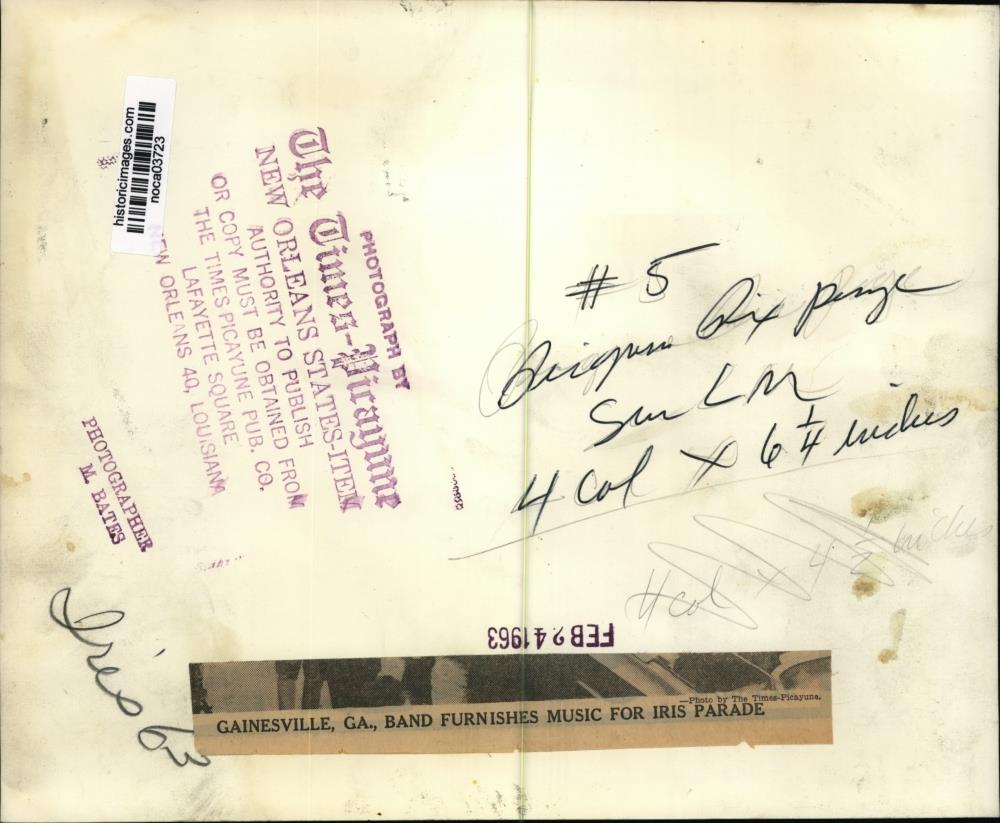 historicimages.com
noca03723
PHOTOGRAPH BY
The Times-Picayune
NEW ORLEANS STATES-ITEM
AUTHORITY TO PUBLISH
OR COPY MUST BE OBTAINED FROM
THE TIMES-PICAYUNE PUB. CO.
LAFAYETTE SQUARE
NEW ORLEANS 40, LOUISIANA
PHOTOGRAPHER
M. BATES
# 5
Six page
4 Col X 6 1/4 inches
4 col x 4 1/2 inches
Iris 63
FEB 24 1963
—Photo by The Times-Picayune.
GAINESVILLE, GA., BAND FURNISHES MUSIC FOR IRIS PARADE